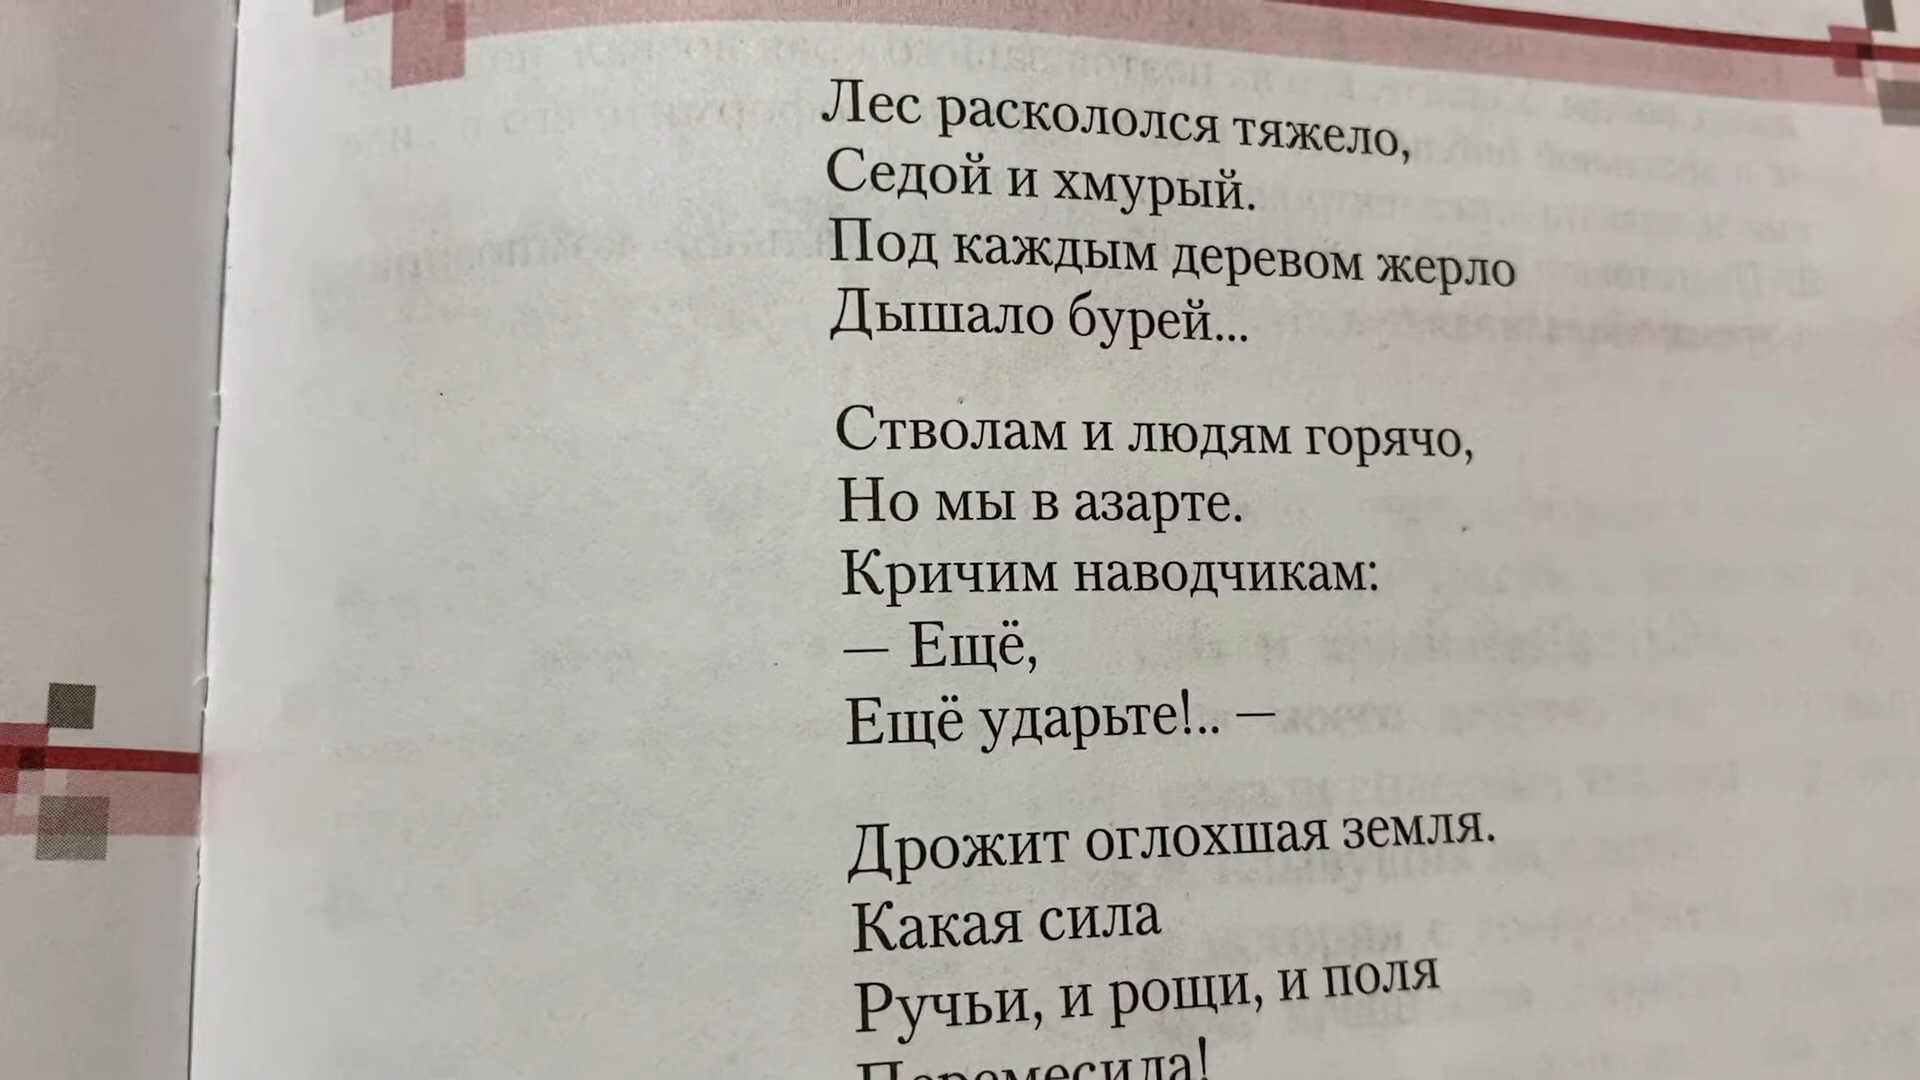 Лес раскололся тяжело,
Седой и хмурый.
Под каждым деревом жерло
Дышало бурей...
Стволам и людям горячо,
Но мы в азарте.
Кричим наводчикам:
— Ещё,
Ещё ударьте!.. —
Дрожит оглохшая земля.
Какая сила
Ручьи, и рощи, и поля
Перемесила!